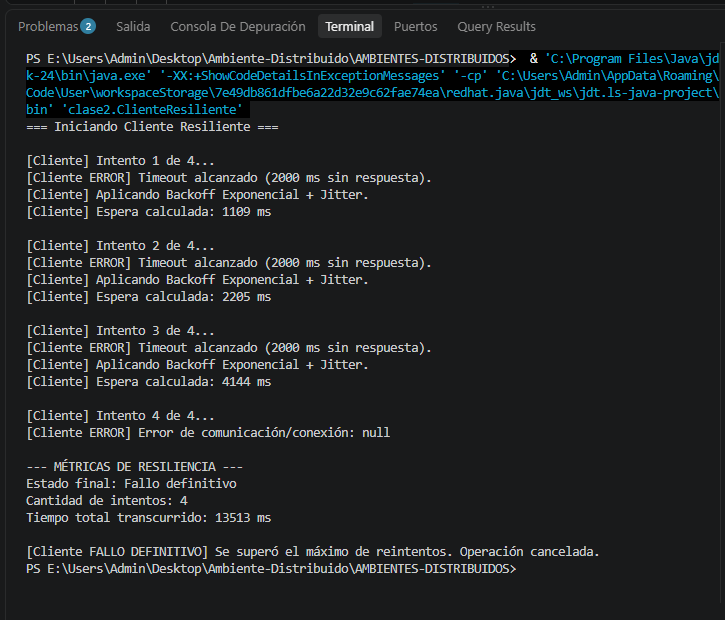 Problemas 2 Salida Consola De Depuración Terminal Puertos Query Results
PS E:\Users\Admin\Desktop\Ambiente-Distribuido\AMBIENTES-DISTRIBUIDOS> & 'C:\Program Files\Java\jd
k-24\bin\java.exe' '-XX:+ShowCodeDetailsInExceptionMessages' '-cp' 'C:\Users\Admin\AppData\Roaming\
Code\User\workspaceStorage\7e49db861dfbe6a22d32e9c62fae74ea\redhat.java\jdt_ws\jdt.ls-java-project\
bin' 'clase2.ClienteResiliente'
=== Iniciando Cliente Resiliente ===

[Cliente] Intento 1 de 4...
[Cliente ERROR] Timeout alcanzado (2000 ms sin respuesta).
[Cliente] Aplicando Backoff Exponencial + Jitter.
[Cliente] Espera calculada: 1109 ms

[Cliente] Intento 2 de 4...
[Cliente ERROR] Timeout alcanzado (2000 ms sin respuesta).
[Cliente] Aplicando Backoff Exponencial + Jitter.
[Cliente] Espera calculada: 2205 ms

[Cliente] Intento 3 de 4...
[Cliente ERROR] Timeout alcanzado (2000 ms sin respuesta).
[Cliente] Aplicando Backoff Exponencial + Jitter.
[Cliente] Espera calculada: 4144 ms

[Cliente] Intento 4 de 4...
[Cliente ERROR] Error de comunicación/conexión: null

--- MÉTRICAS DE RESILIENCIA ---
Estado final: Fallo definitivo
Cantidad de intentos: 4
Tiempo total transcurrido: 13513 ms

[Cliente FALLO DEFINITIVO] Se superó el máximo de reintentos. Operación cancelada.
PS E:\Users\Admin\Desktop\Ambiente-Distribuido\AMBIENTES-DISTRIBUIDOS>